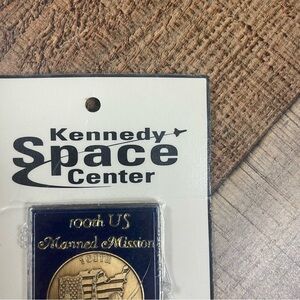 Kennedy
Space
Center
100th US
Manned Mission